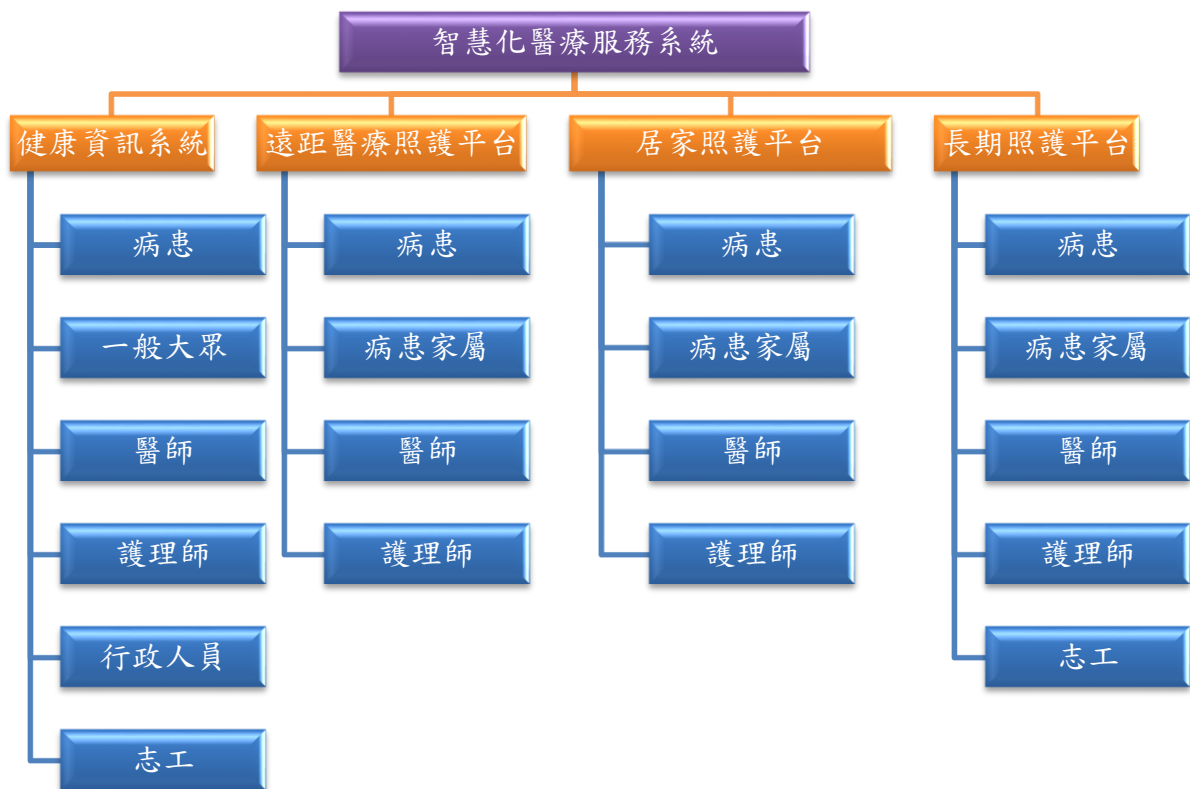 智慧化醫療服務系統
健康資訊系統
病患
一般大眾
醫師
護理師
行政人員
志工
遠距醫療照護平台
病患
病患家屬
醫師
護理師
居家照護平台
病患
病患家屬
醫師
護理師
長期照護平台
病患
病患家屬
醫師
護理師
志工